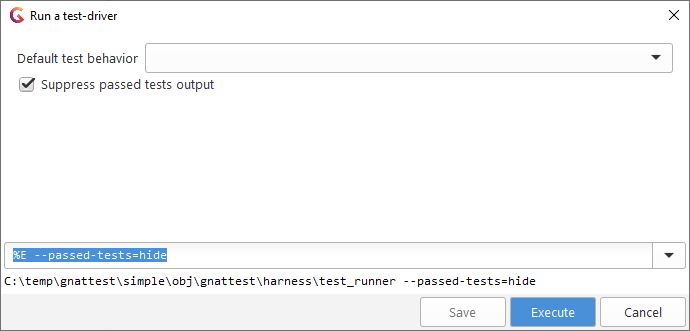 Run a test-driver
Default test behavior
Suppress passed tests output
%E --passed-tests=hide
C:\temp\gnattest\simple\obj\gnattest\harness\test_runner --passed-tests=hide
Save Execute Cancel